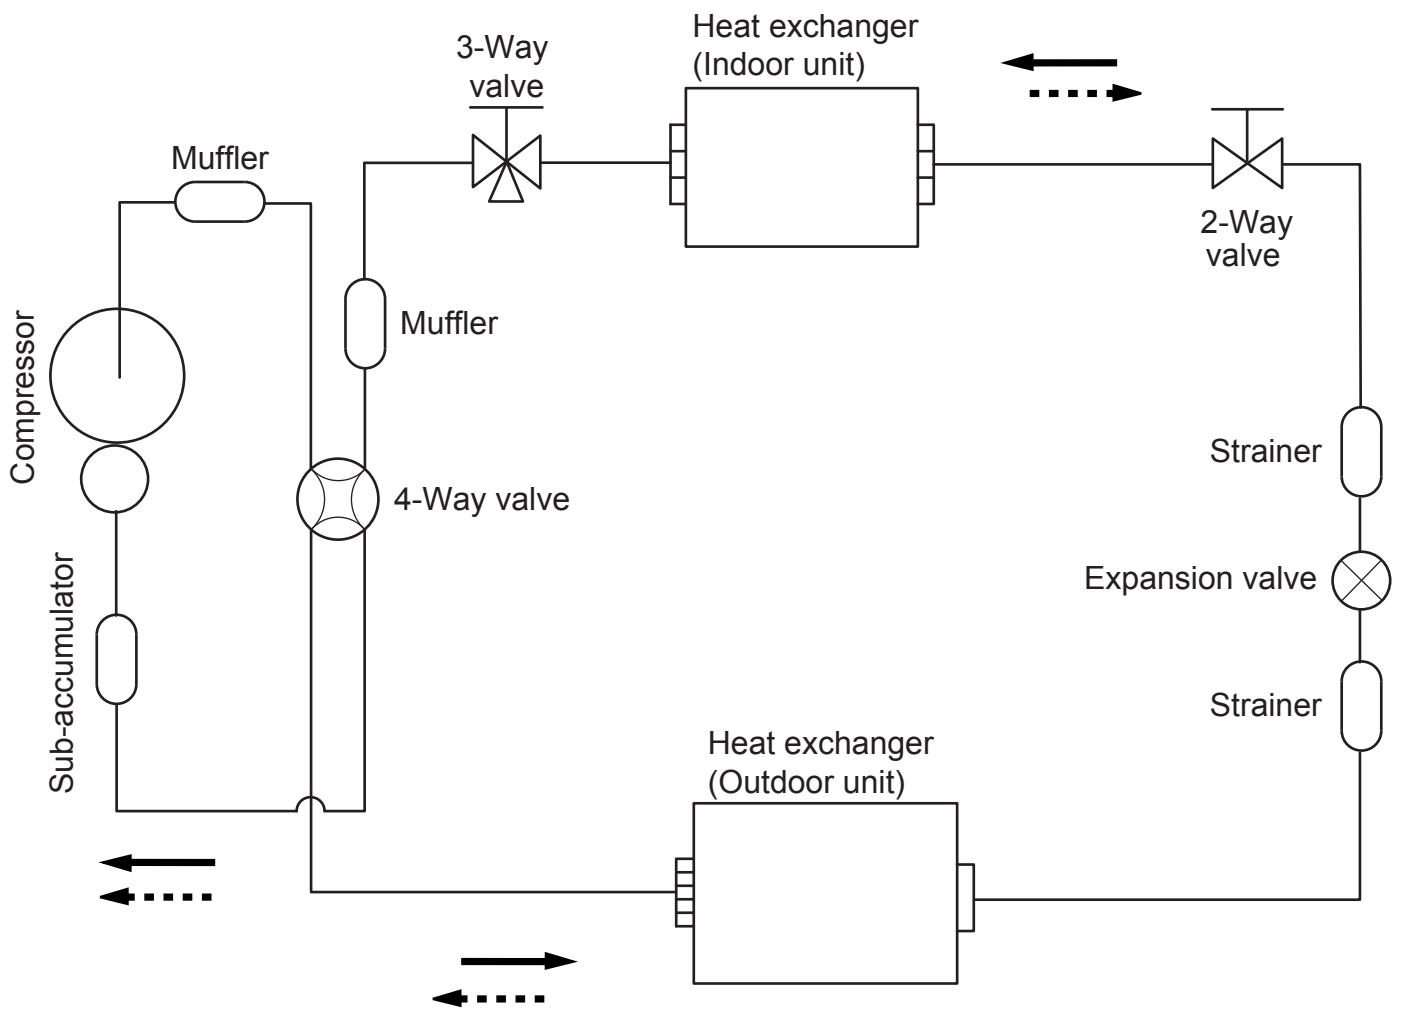 Heat exchanger
(Indoor unit)
3-Way
valve
Muffler
2-Way
valve
Muffler
Compressor
Strainer
4-Way valve
Expansion valve
Sub-accumulator
Strainer
Heat exchanger
(Outdoor unit)